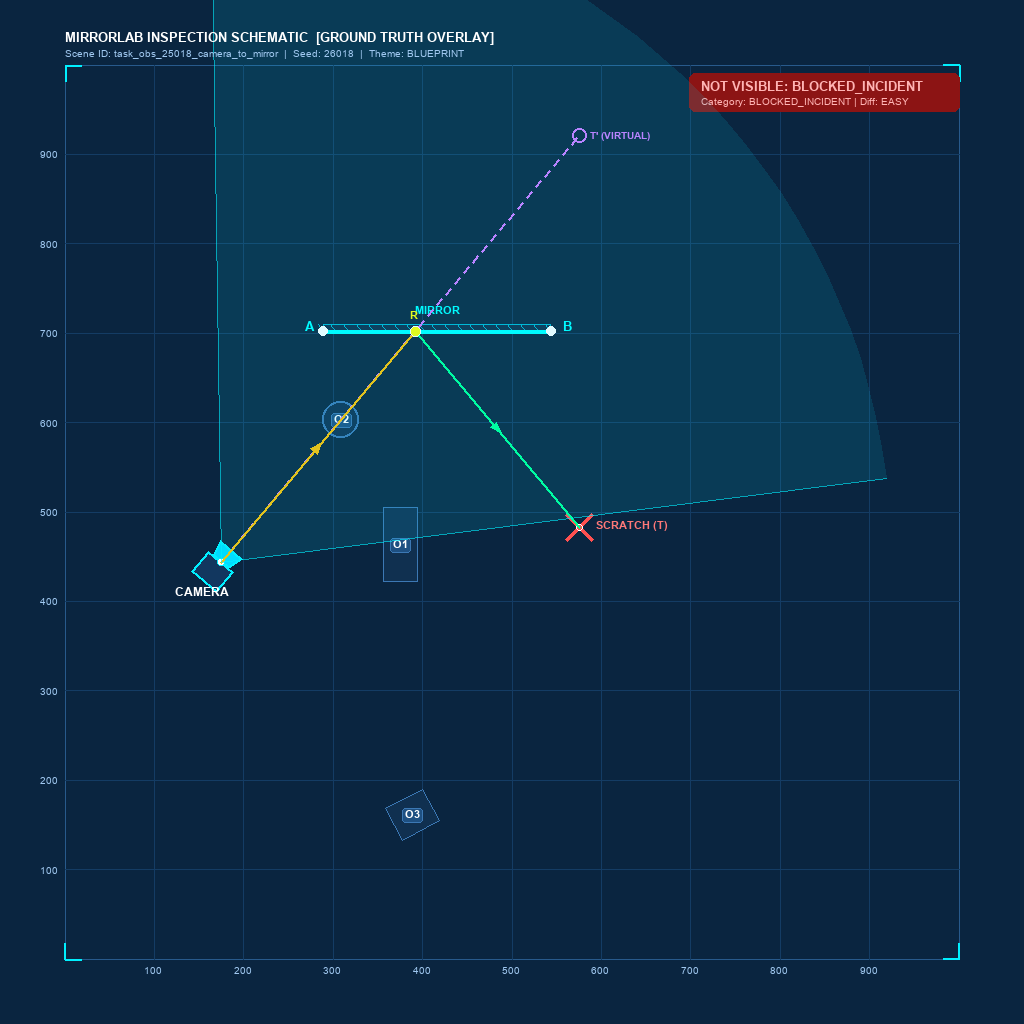 MIRRORLAB INSPECTION SCHEMATIC [GROUND TRUTH OVERLAY]
Scene ID: task_obs_25018_camera_to_mirror | Seed: 26018 | Theme: BLUEPRINT
NOT VISIBLE: BLOCKED_INCIDENT
Category: BLOCKED_INCIDENT | Diff: EASY
T' (VIRTUAL)
900
800
MIRROR
R
A
B
700
600
O2
500
SCRATCH (T)
O1
CAMERA
400
300
200
O3
100
100 200 300 400 500 600 700 800 900